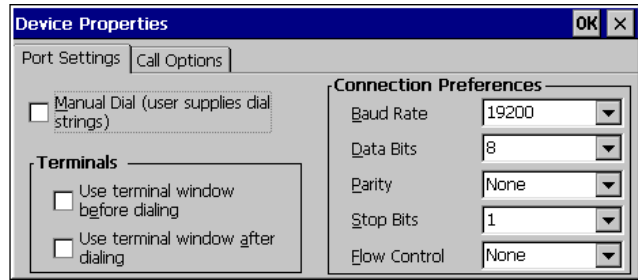 Device Properties OK ×
Port Settings Call Options
Manual Dial (user supplies dial
strings)
Terminals
Use terminal window
before dialing
Use terminal window after
dialing
Connection Preferences
Baud Rate 19200
Data Bits 8
Parity None
Stop Bits 1
Flow Control None